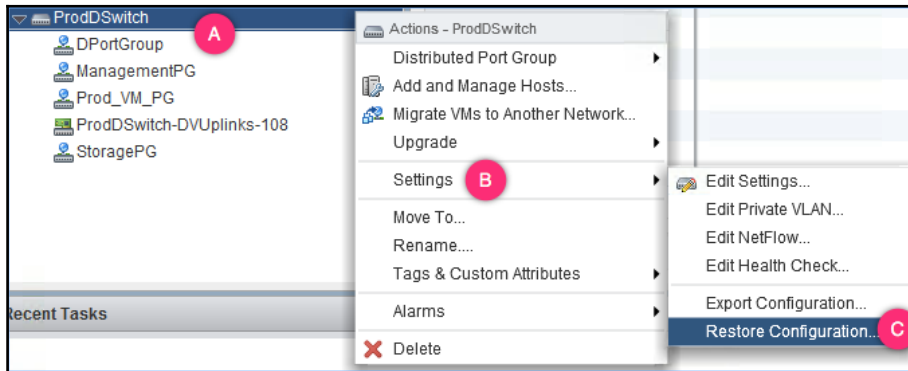 ProdDSwitch
A
DPortGroup
ManagementPG
Prod_VM_PG
ProdDSwitch-DVUplinks-108
StoragePG
Recent Tasks
Actions - ProdDSwitch
Distributed Port Group
Add and Manage Hosts...
Migrate VMs to Another Network...
Upgrade
Settings
B
Move To...
Rename....
Tags & Custom Attributes
Alarms
Delete
Edit Settings...
Edit Private VLAN...
Edit NetFlow...
Edit Health Check...
Export Configuration...
Restore Configuration...
C